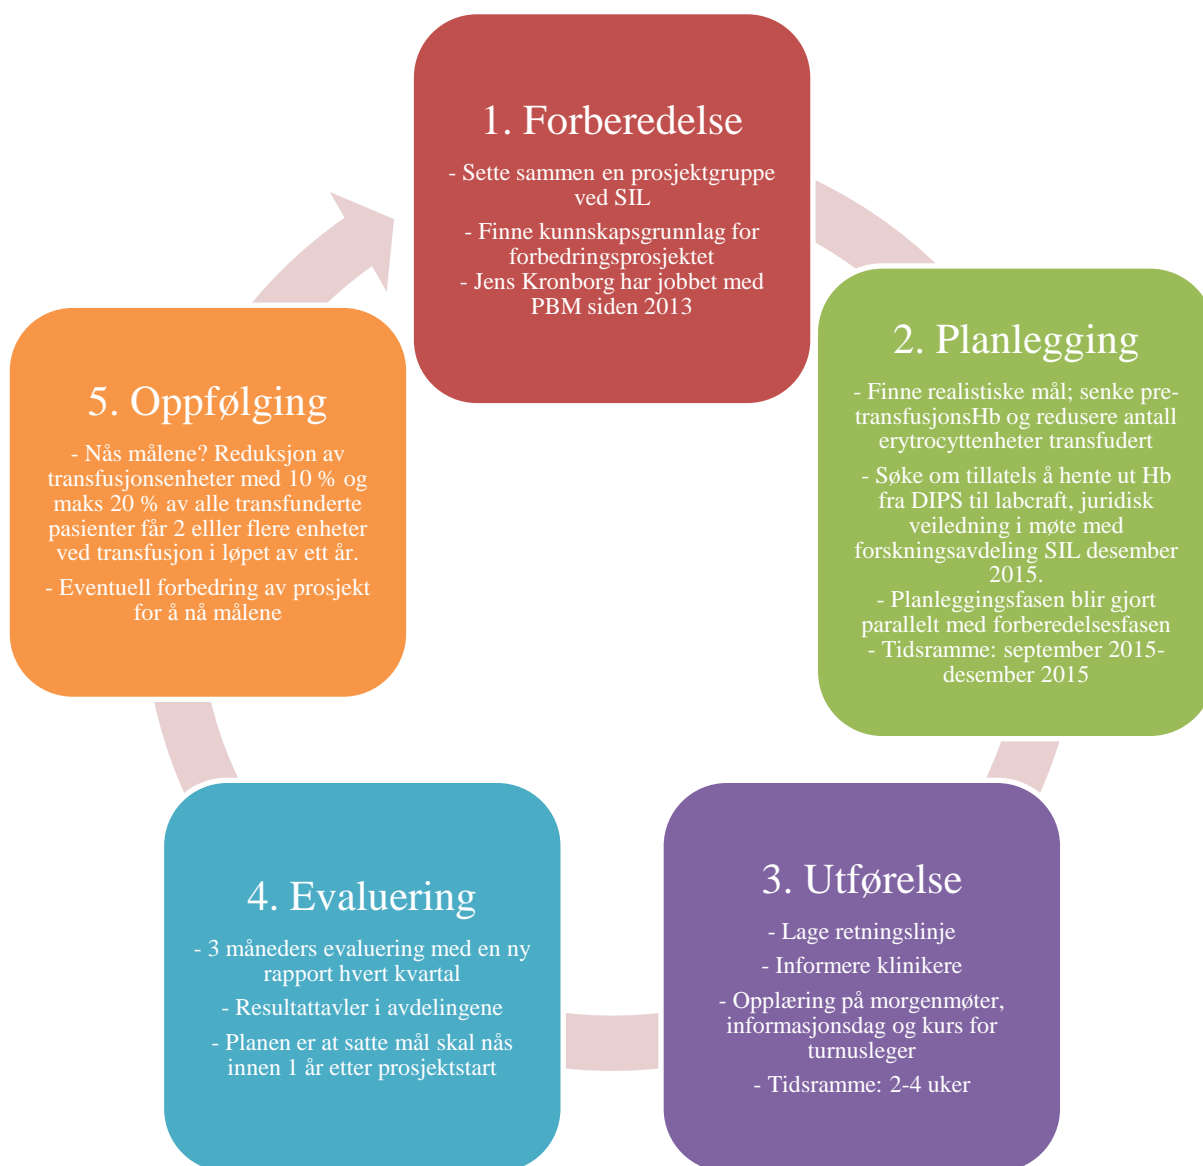 1. Forberedelse
- Sette sammen en prosjektgruppe
ved SIL
- Finne kunnskapsgrunnlag for
forbedringsprosjektet
- Jens Kronborg har jobbet med
PBM siden 2013
2. Planlegging
- Finne realistiske mål; senke pre-
transfusjonsHb og redusere antall
erytrocyttenheter transfudert
- Søke om tillatels å hente ut Hb
fra DIPS til labcraft, juridisk
veiledning i møte med
forskningsavdeling SIL desember
2015.
- Planleggingsfasen blir gjort
parallelt med forberedelsesfasen
- Tidsramme: september 2015-
desember 2015
3. Utførelse
- Lage retningslinje
- Informere klinikere
- Opplæring på morgenmøter,
informasjonsdag og kurs for
turnusleger
- Tidsramme: 2-4 uker
4. Evaluering
- 3 måneders evaluering med en ny
rapport hvert kvartal
- Resultattavler i avdelingene
- Planen er at satte mål skal nås
innen 1 år etter prosjektstart
5. Oppfølging
- Nås målene? Reduksjon av
transfusjonsenheter med 10 % og
maks 20 % av alle transfunderte
pasienter får 2 elller flere enheter
ved transfusjon i løpet av ett år.
- Eventuell forbedring av prosjekt
for å nå målene